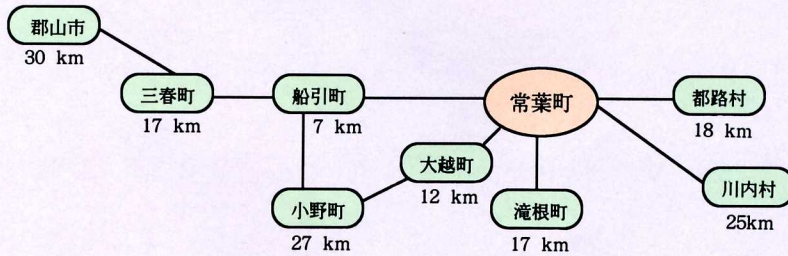 郡山市
30 km
三春町
17 km
船引町
7 km
常葉町
都路村
18 km
大越町
12 km
川内村
25km
小野町
27 km
滝根町
17 km